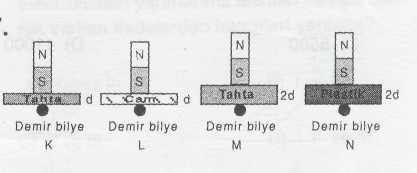 N N N N
S S S S
Tahta d Cam d Tahta 2d Plastik 2d
Demir bilye Demir bilye Demir bilye Demir bilye
K L M N